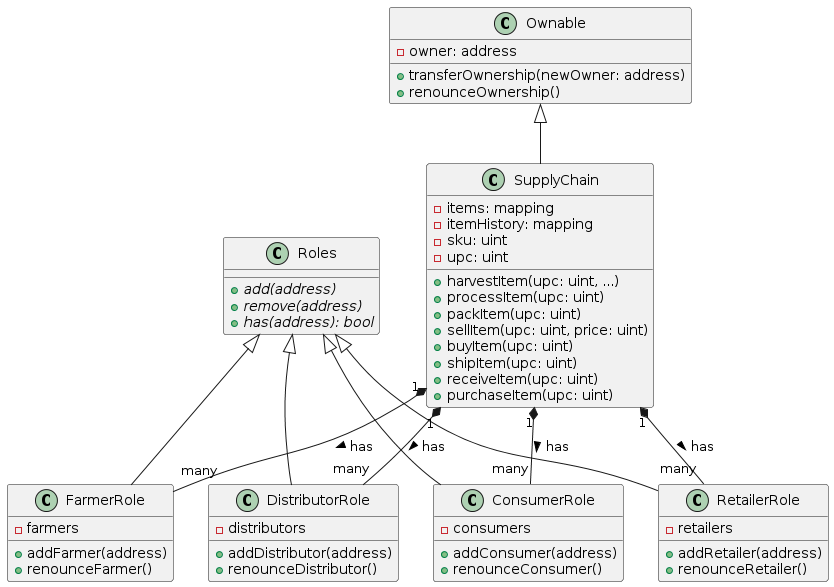 C Ownable
owner: address
transferOwnership(newOwner: address)
renounceOwnership()
C SupplyChain
items: mapping
itemHistory: mapping
sku: uint
upc: uint
harvestItem(upc: uint, ...)
processItem(upc: uint)
packItem(upc: uint)
sellItem(upc: uint, price: uint)
buyItem(upc: uint)
shipItem(upc: uint)
receiveItem(upc: uint)
purchaseItem(upc: uint)
C Roles
add(address)
remove(address)
has(address): bool
1 1 1 1
has has has has
many many many many
C FarmerRole
farmers
addFarmer(address)
renounceFarmer()
C DistributorRole
distributors
addDistributor(address)
renounceDistributor()
C ConsumerRole
consumers
addConsumer(address)
renounceConsumer()
C RetailerRole
retailers
addRetailer(address)
renounceRetailer()